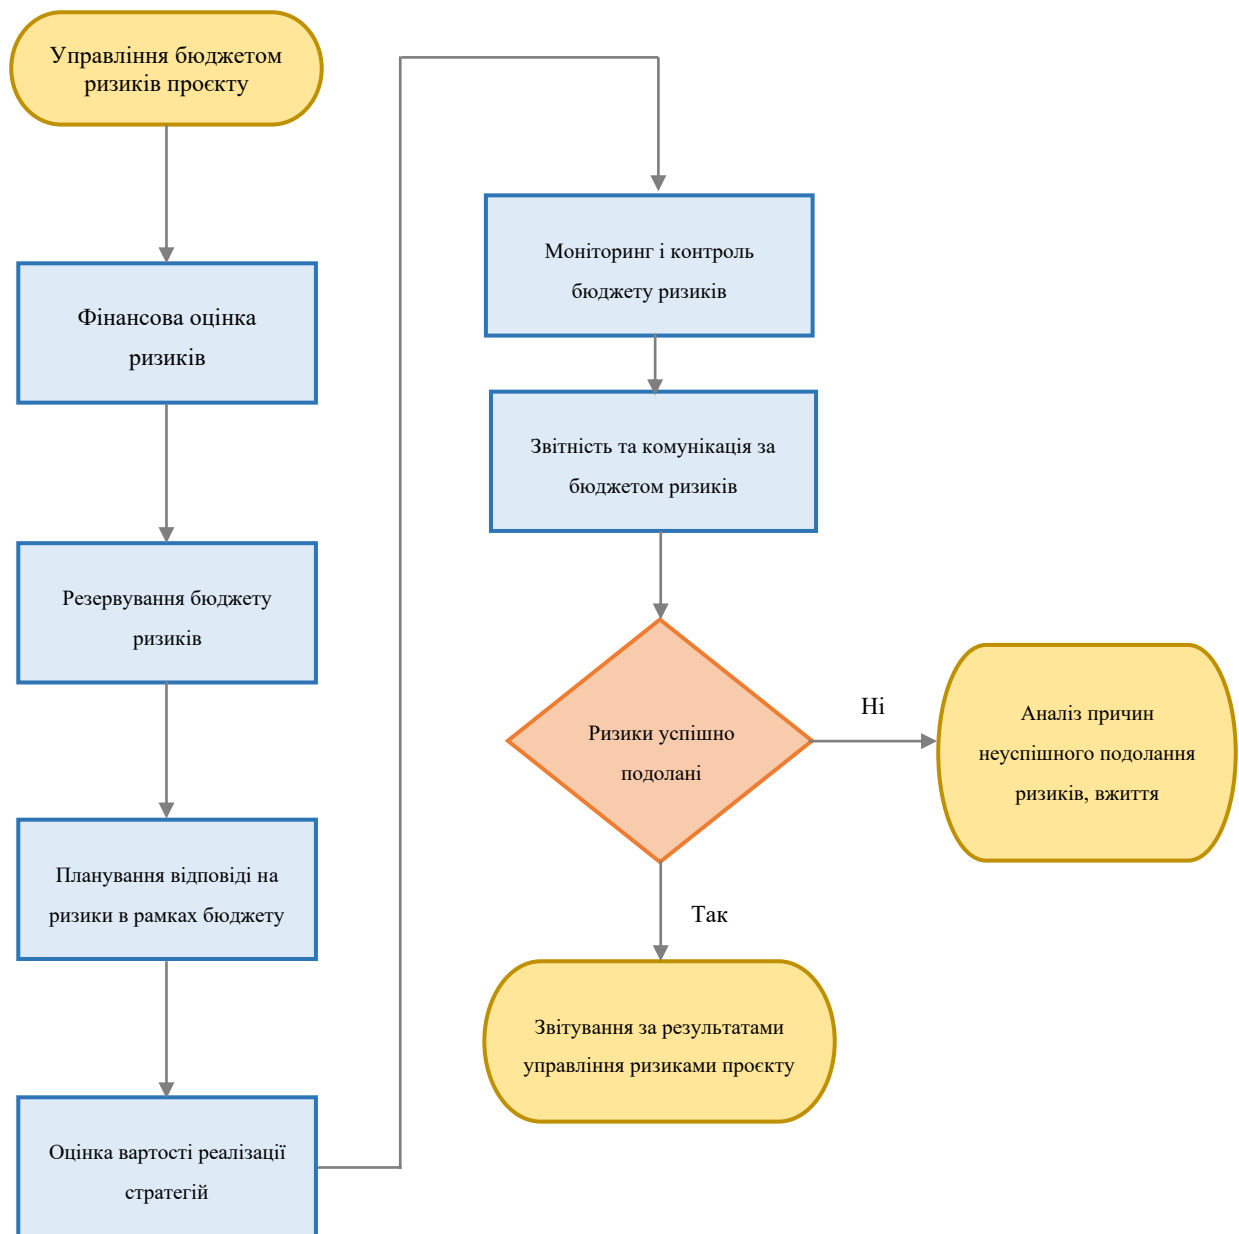 Управління бюджетом
ризиків проєкту
Фінансова оцінка
ризиків
Резервування бюджету
ризиків
Планування відповіді на
ризики в рамках бюджету
Оцінка вартості реалізації
стратегій
Моніторинг і контроль
бюджету ризиків
Звітність та комунікація за
бюджетом ризиків
Ризики успішно
подолані
Ні
Аналіз причин
неуспішного подолання
ризиків, вжиття
Так
Звітування за результатами
управління ризиками проєкту